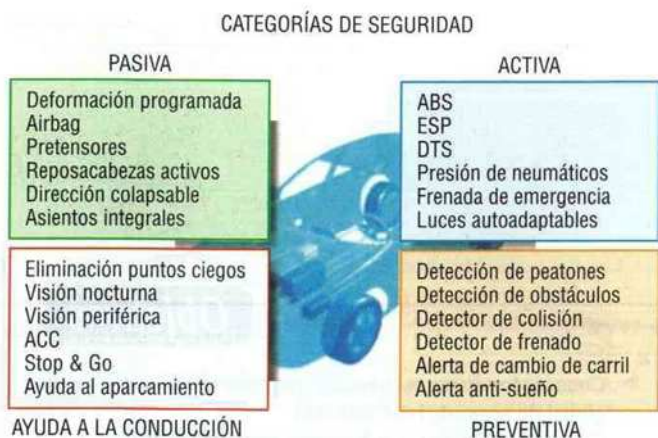 CATEGORÍAS DE SEGURIDAD
PASIVA
Deformación programada
Airbag
Pretensores
Reposacabezas activos
Dirección colapsable
Asientos integrales
ACTIVA
ABS
ESP
DTS
Presión de neumáticos
Frenada de emergencia
Luces autoadaptables
Eliminación puntos ciegos
Visión nocturna
Visión periférica
ACC
Stop & Go
Ayuda al aparcamiento
AYUDA A LA CONDUCCIÓN
Detección de peatones
Detección de obstáculos
Detector de colisión
Detector de frenado
Alerta de cambio de carril
Alerta anti-sueño
PREVENTIVA